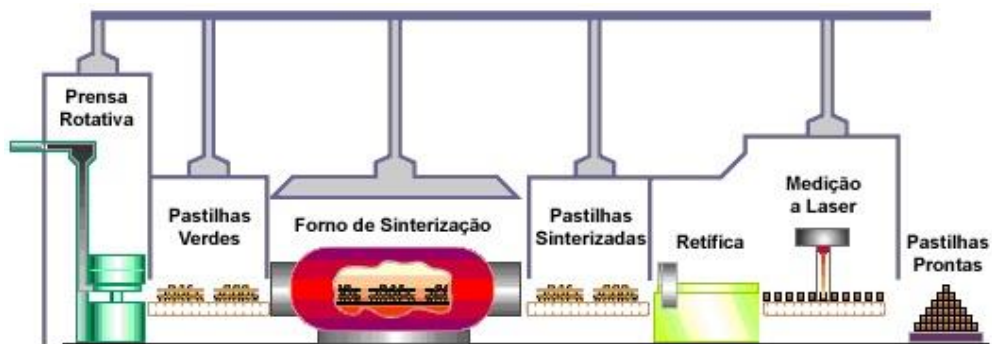 Prensa
Rotativa
Pastilhas
Verdes
Forno de Sinterização
Pastilhas
Sinterizadas
Retífica
Medição
a Laser
Pastilhas
Prontas